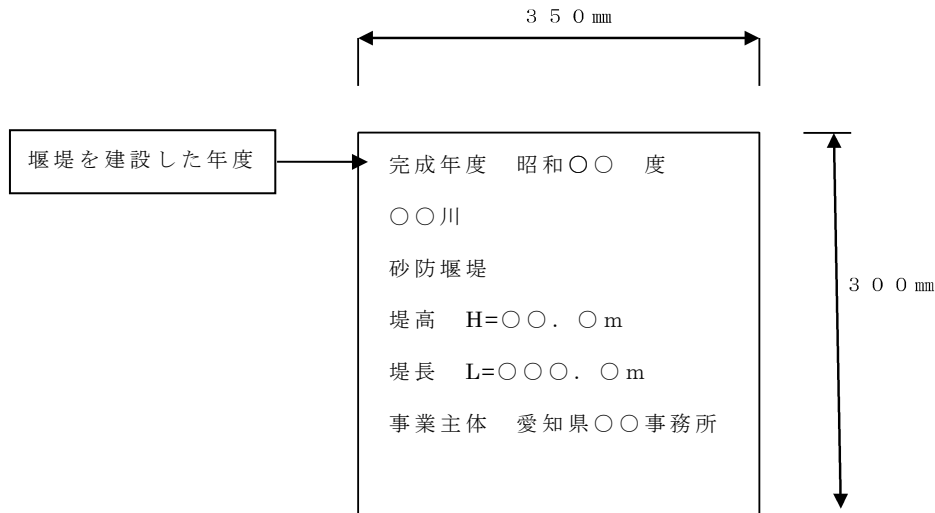 ３５０㎜
堰堤を建設した年度
完成年度　昭和〇○　度
○○川
砂防堰堤
堤高　H=○○．○ｍ
堤長　L=○○○．○ｍ
事業主体　愛知県○○事務所
３００㎜